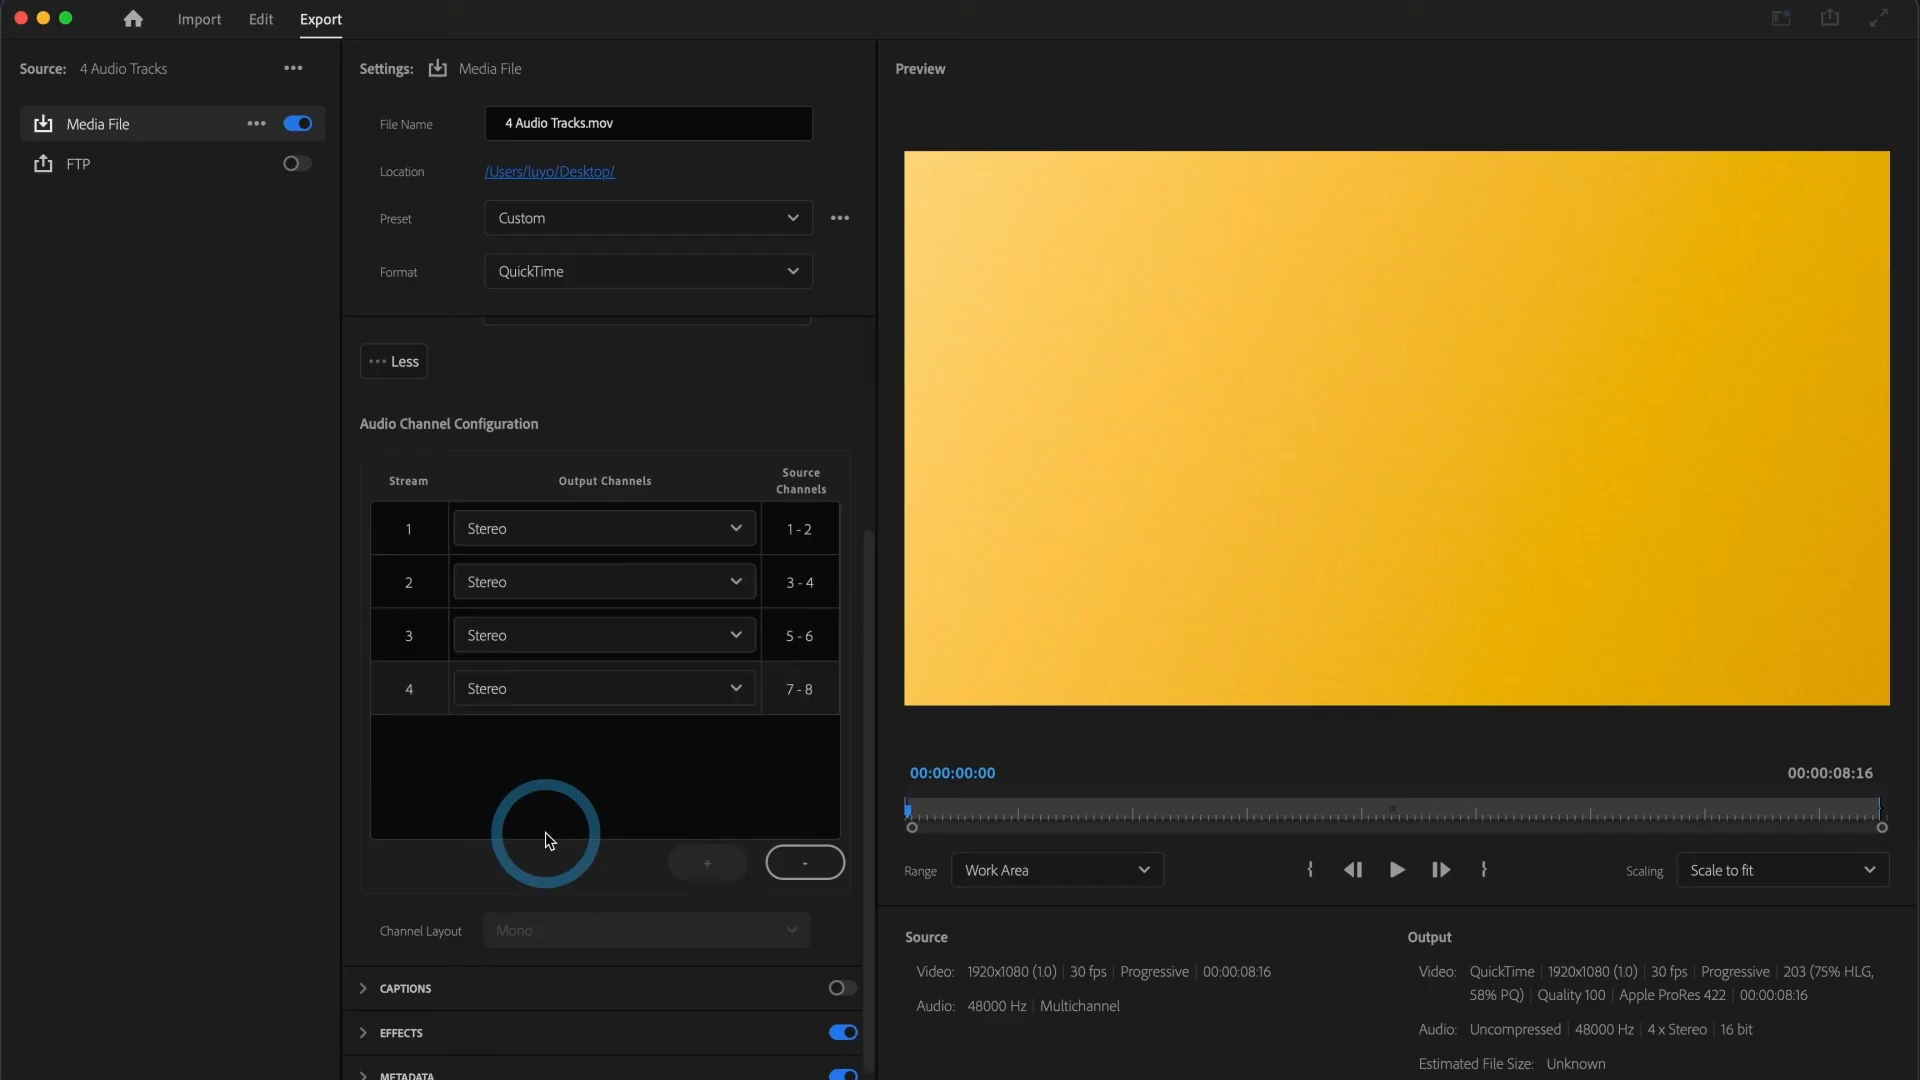 Import
Edit
Export
Source: 4 Audio Tracks
Media File
FTP
Settings: Media File
File Name 4 Audio Tracks.mov
Location /Users/luyo/Desktop/
Preset Custom
Format QuickTime
Less
Audio Channel Configuration
Stream Output Channels Source Channels
1 Stereo 1 - 2
2 Stereo 3 - 4
3 Stereo 5 - 6
4 Stereo 7 - 8
+ -
Channel Layout Mono
CAPTIONS
EFFECTS
METADATA
Preview
00:00:00:00 00:00:08:16
Range Work Area
Scaling Scale to fit
Source
Video: 1920x1080 (1.0) | 30 fps | Progressive | 00:00:08:16
Audio: 48000 Hz | Multichannel
Output
Video: QuickTime | 1920x1080 (1.0) | 30 fps | Progressive | 203 (75% HLG,
58% PQ) | Quality 100 | Apple ProRes 422 | 00:00:08:16
Audio: Uncompressed | 48000 Hz | 4 x Stereo | 16 bit
Estimated File Size: Unknown